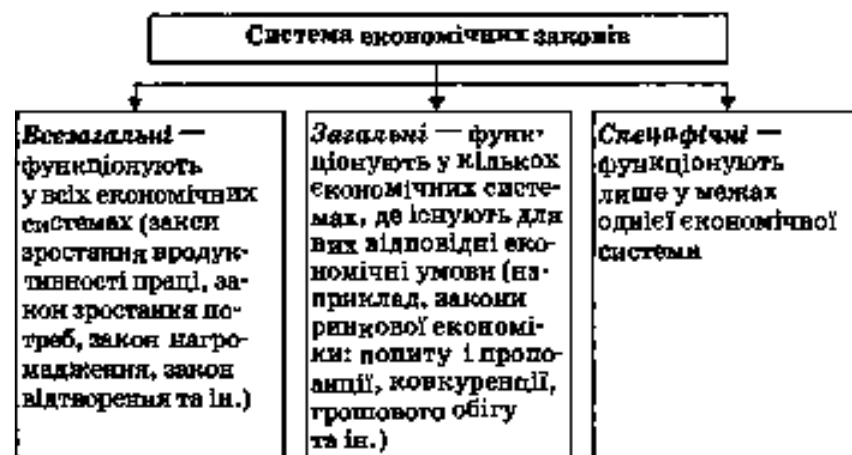 Система економічних законів
Всезагальні —
функціонують
у всіх економічних
системах (закси
зростання продук-
тивності праці, за-
кон зростання по-
треб, закон нагро-
мадження, закон
відтворення та ін.)
Загальні — функ-
ціонують у кількох
економічних систе-
мах, де існують для
них відповідні еко-
номічні умови (на-
приклад, закони
ринкової економі-
ки: попиту і пропо-
зиції, конкуренції,
грошового обігу
та ін.)
Специфічні —
функціонують
лише у межах
однієї економічної
система